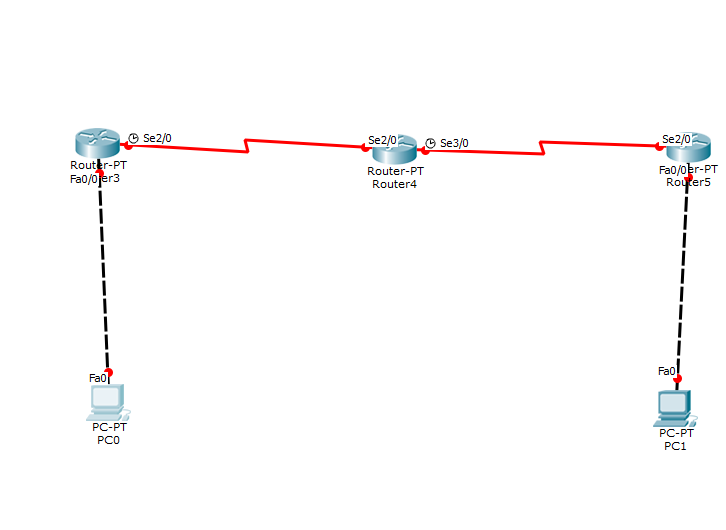 Se2/0
Se2/0
Se3/0
Se2/0
Router-PT
Fa0/0er3
Router-PT
Router4
Fa0/0er-PT
Router5
Fa0
PC-PT
PC0
Fa0
PC-PT
PC1